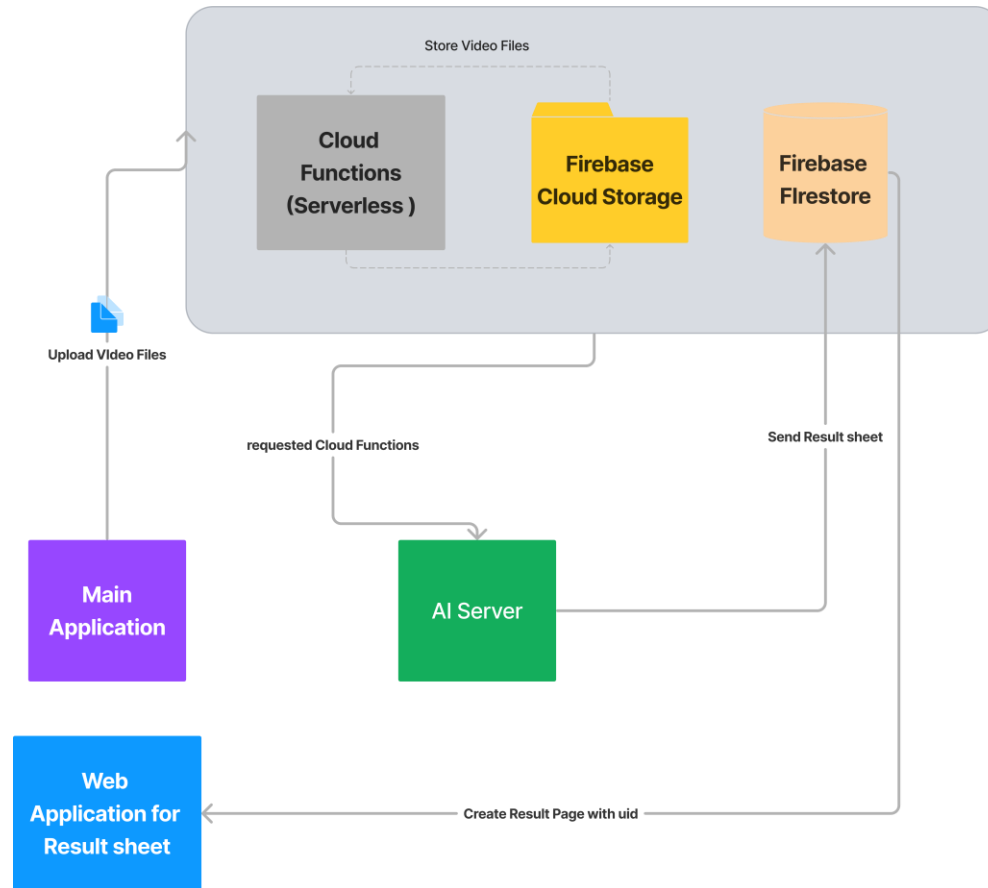 Store Video Files
Cloud
Functions
(Serverless )
Firebase
Cloud Storage
Firebase
FIrestore
Upload VIdeo Files
requested Cloud Functions
Send Result sheet
Main
Application
AI Server
Web
Application for
Result sheet
Create Result Page with uid